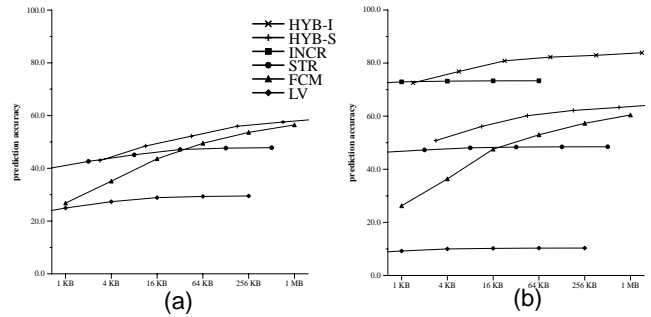 100.0
80.0
60.0
40.0
20.0
0.0
prediction accuracy
1 KB
4 KB
16 KB
64 KB
256 KB
1 MB
HYB-I
HYB-S
INCR
STR
FCM
LV
(a)
100.0
80.0
60.0
40.0
20.0
0.0
prediction accuracy
1 KB
4 KB
16 KB
64 KB
256 KB
1 MB
(b)